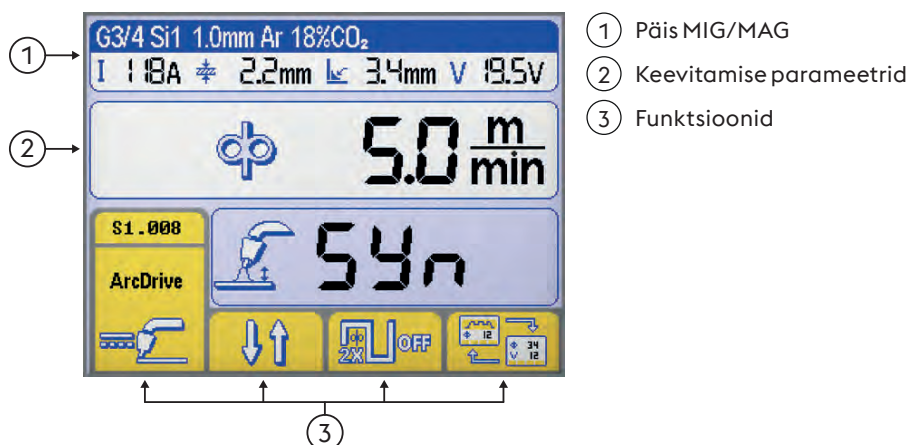 G3/4 Si1 1.0mm Ar 18%CO₂
I 118A 2.2mm 3.4mm V 19.5V
5.0 m/min
S1.008
ArcDrive
SYn
2X OFF
Φ 12
Φ 34
V 12
1
2
3
1 Päis MIG/MAG
2 Keevitamise parameetrid
3 Funktsioonid